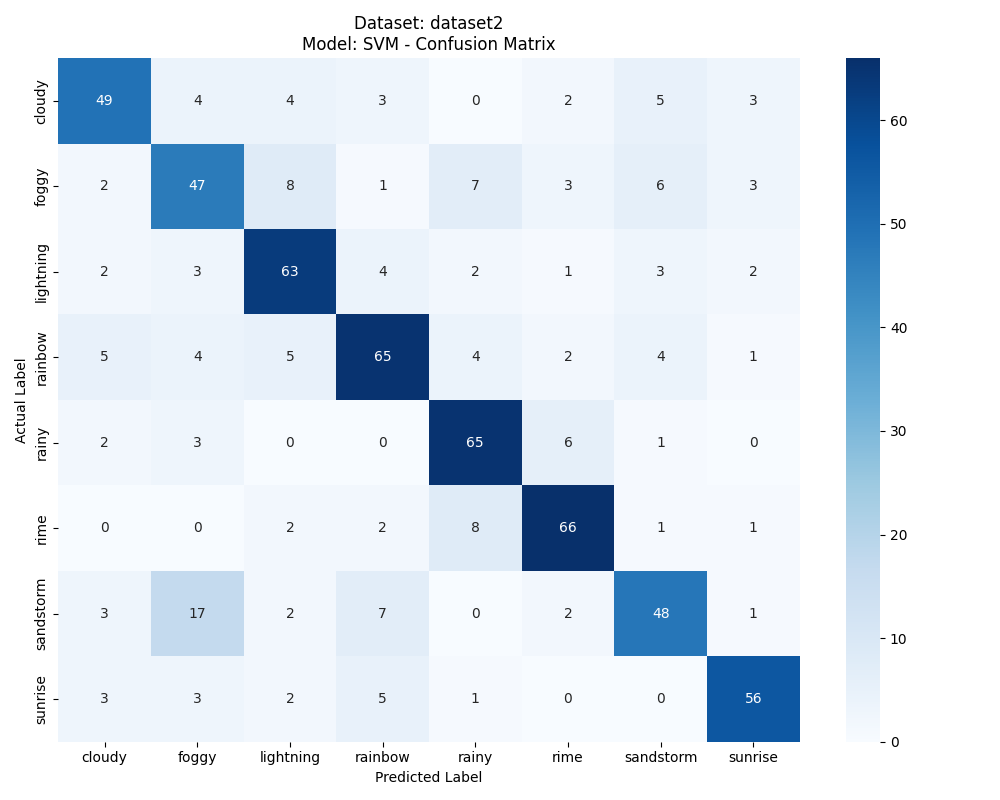 Dataset: dataset2
Model: SVM - Confusion Matrix
Actual Label
cloudy 49 4 4 3 0 2 5 3
foggy 2 47 8 1 7 3 6 3
lightning 2 3 63 4 2 1 3 2
rainbow 5 4 5 65 4 2 4 1
rainy 2 3 0 0 65 6 1 0
rime 0 0 2 2 8 66 1 1
sandstorm 3 17 2 7 0 2 48 1
sunrise 3 3 2 5 1 0 0 56
cloudy foggy lightning rainbow rainy rime sandstorm sunrise
Predicted Label
60
50
40
30
20
10
0